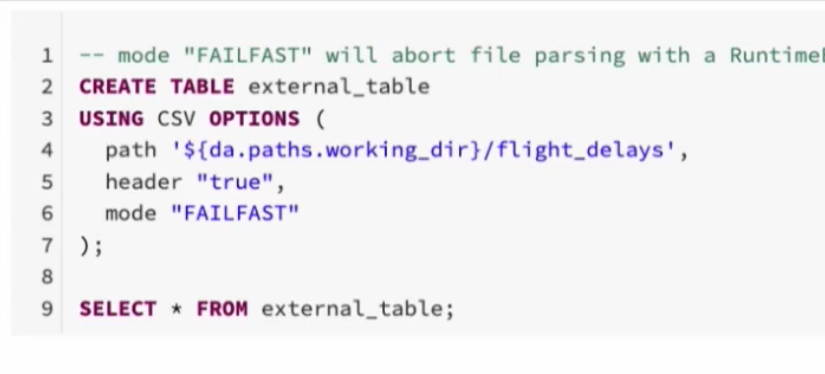 1 -- mode "FAILFAST" will abort file parsing with a Runtime
2 CREATE TABLE external_table
3 USING CSV OPTIONS (
4 path '${da.paths.working_dir}/flight_delays',
5 header "true",
6 mode "FAILFAST"
7 );
8
9 SELECT * FROM external_table;